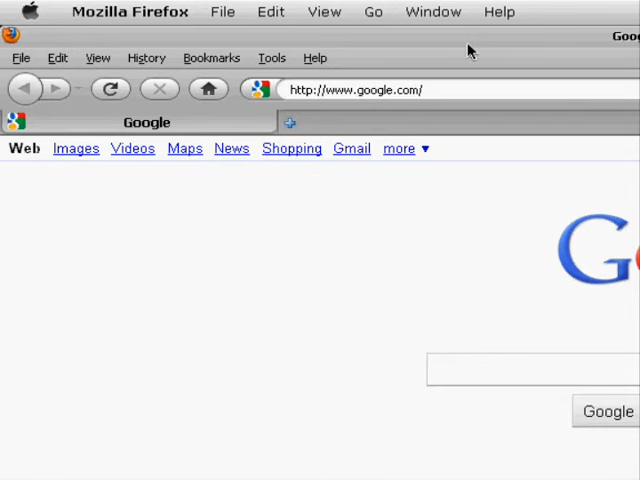 Mozilla Firefox File Edit View Go Window Help
File Edit View History Bookmarks Tools Help
http://www.google.com/
Google
Web Images Videos Maps News Shopping Gmail more
Google